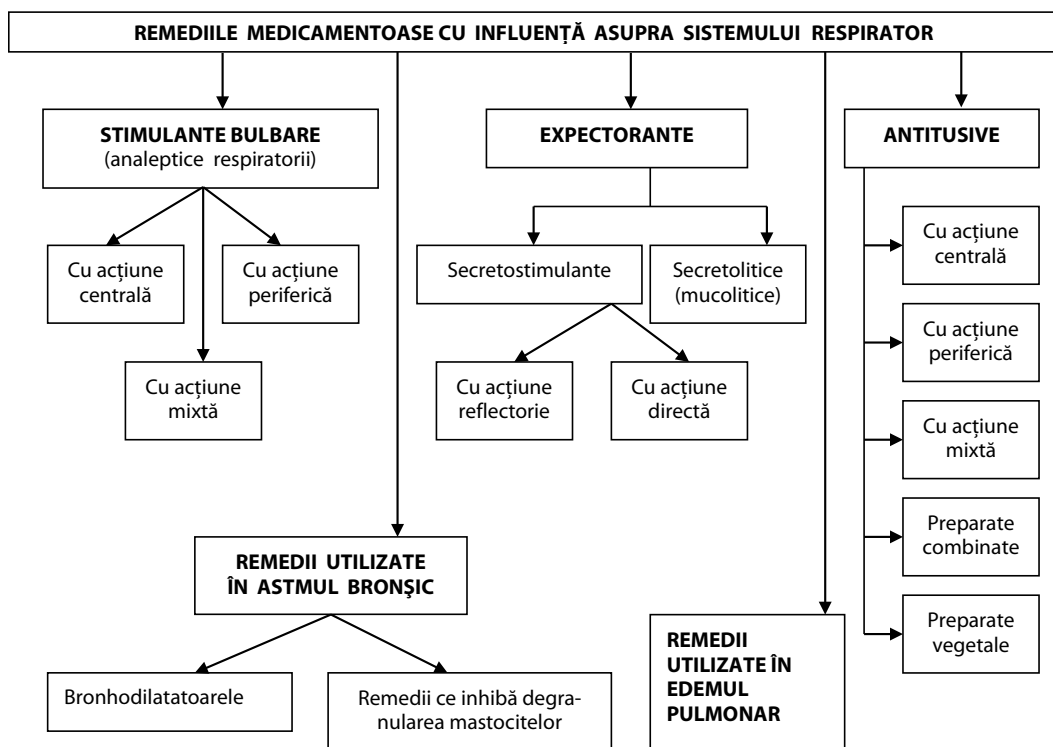 REMEDIILE MEDICAMENTOASE CU INFLUENȚĂ ASUPRA SISTEMULUI RESPIRATOR
STIMULANTE BULBARE
(analeptice respiratorii)
Cu acțiune
centrală
Cu acțiune
periferică
Cu acțiune
mixtă
EXPECTORANTE
Secretostimulante
Secretolitice
(mucolitice)
Cu acțiune
reflectorie
Cu acțiune
directă
ANTITUSIVE
Cu acțiune
centrală
Cu acțiune
periferică
Cu acțiune
mixtă
Preparate
combinate
Preparate
vegetale
REMEDII UTILIZATE
ÎN ASTMUL BRONŞIC
Bronhodilatatoarele
Remedii ce inhibă degra-
nularea mastocitelor
REMEDII
UTILIZATE ÎN
EDEMUL
PULMONAR